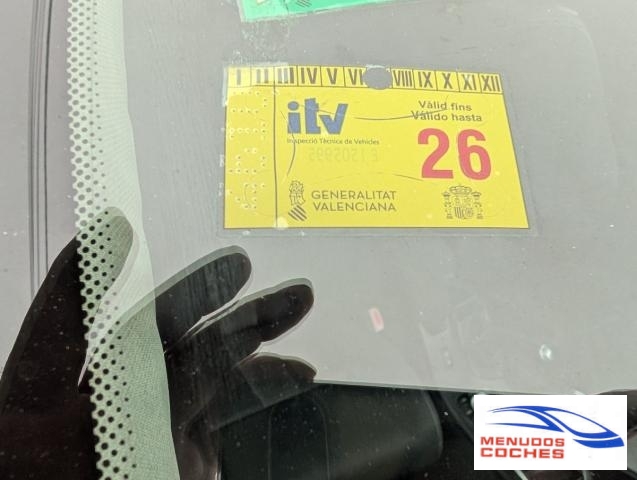 I II III IV V VI VIII IX X XI XII
itv
Inspecció Tècnica de Vehicles
Vàlid fins
Válido hasta
26
GENERALITAT
VALENCIANA
MENUDOS
COCHES